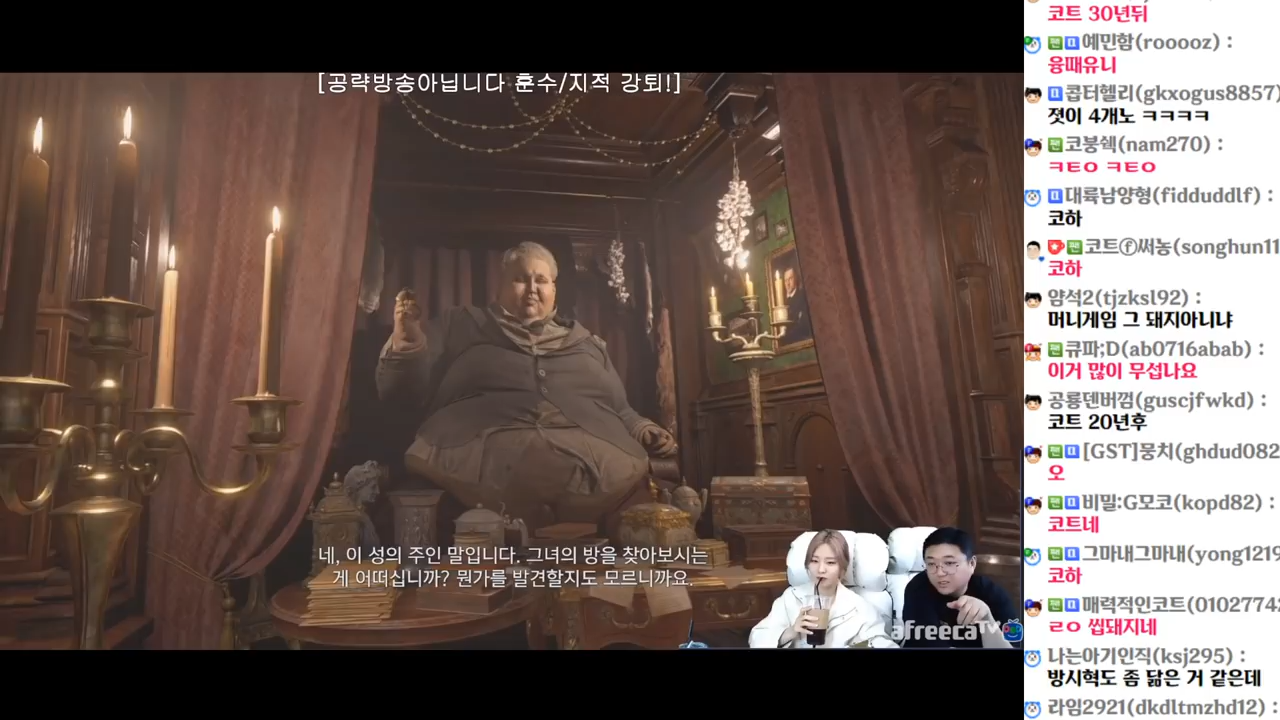 [공략방송아닙니다 훈수/지적 강퇴!]
네, 이 성의 주인 말입니다. 그녀의 방을 찾아보시는
게 어떠십니까? 뭔가를 발견할지도 모르니까요.
afreecaTV
코트 30년뒤
예민함(rooooz) :
융때유니
콥터헬리(gkxogus8857)
젓이 4개노 ㅋㅋㅋㅋ
코붕쉑(nam270) :
ㅋㅌㅇ ㅋㅌㅇ
대륙남양형(fidduddlf) :
코하
코트ⓕ써농(songhun11
코하
얌석2(tjzksl92) :
머니게임 그 돼지아니냐
큐파;D(ab0716abab) :
이거 많이 무섭나요
공룡덴버껌(guscjfwkd) :
코트 20년후
[GST]뭉치(ghdud082
오
비밀:G모코(kopd82) :
코트네
그마내그마내(yong1219
코하
매력적인코트(01027742
ㄹㅇ 씹돼지네
나는아기인직(ksj295) :
방시혁도 좀 닮은 거 같은데
라임2921(dkdltmzhd12) :